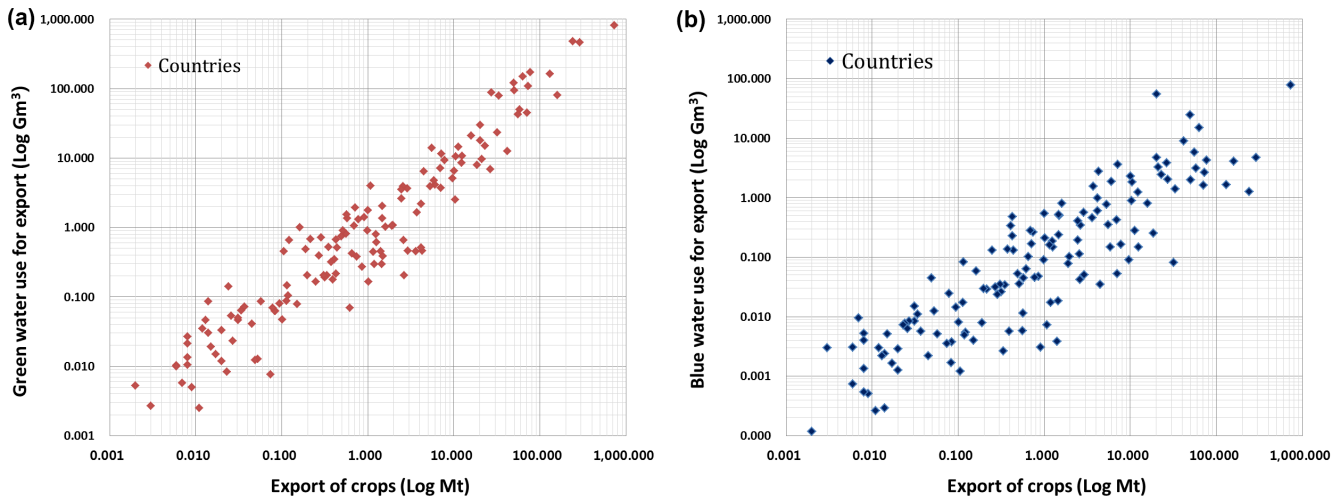 (a)
1,000.000
100.000
10.000
1.000
0.100
0.010
0.001
Green water use for export (Log Gm³)
Countries
0.001 0.010 0.100 1.000 10.000 100.000 1,000.000
Export of crops (Log Mt)
(b)
1,000.000
100.000
10.000
1.000
0.100
0.010
0.001
0.000
Blue water use for export (Log Gm³)
Countries
0.001 0.010 0.100 1.000 10.000 100.000 1,000.000
Export of crops (Log Mt)